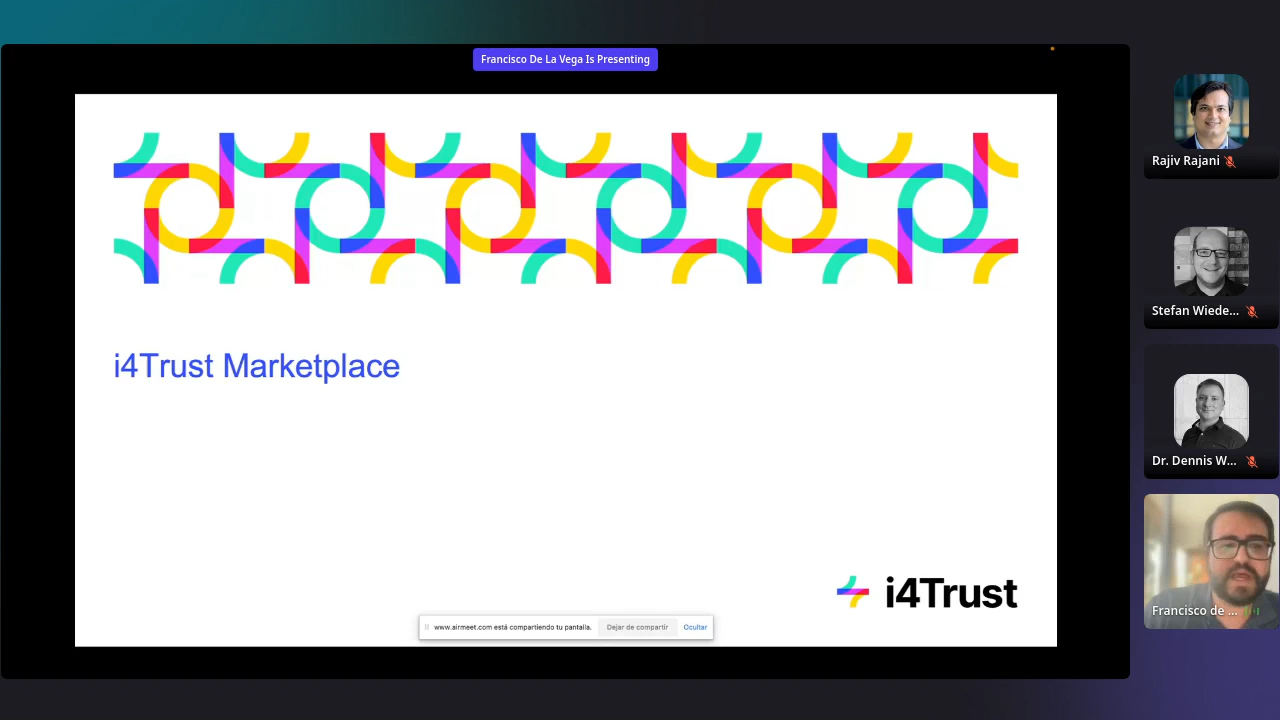 Francisco De La Vega Is Presenting
Rajiv Rajani
Stefan Wiede...
i4Trust Marketplace
Dr. Dennis W...
i4Trust
Francisco de ...
www.airmeet.com está compartiendo tu pantalla.
Dejar de compartir
Ocultar